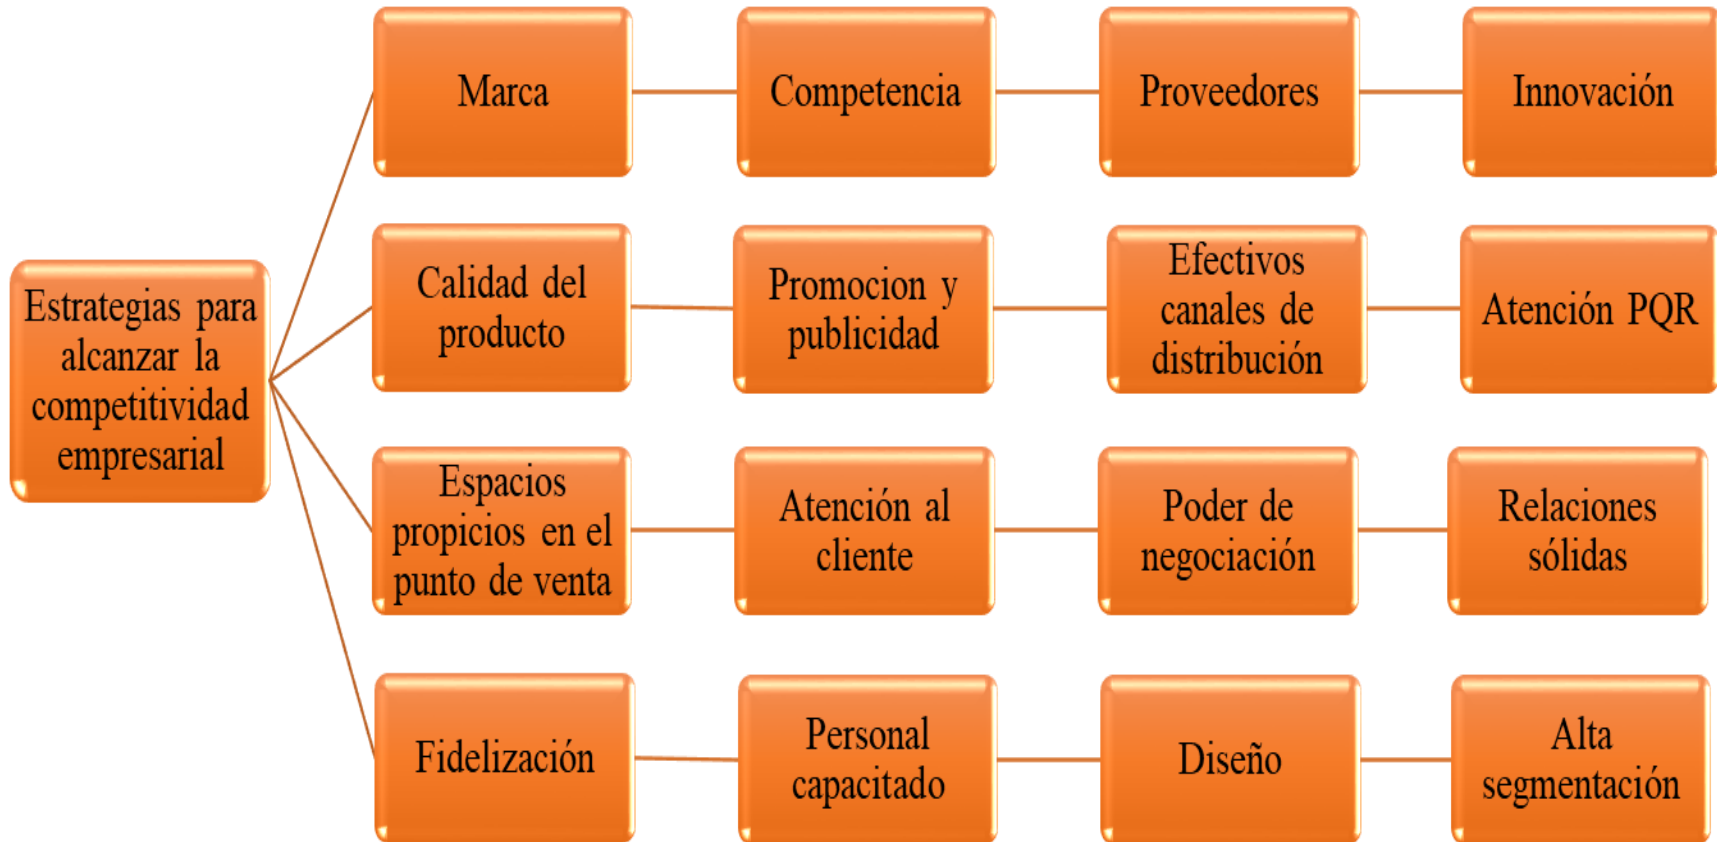 Estrategias para
alcanzar la
competitividad
empresarial
Marca
Competencia
Proveedores
Innovación
Calidad del
producto
Promocion y
publicidad
Efectivos
canales de
distribución
Atención PQR
Espacios
propicios en el
punto de venta
Atención al
cliente
Poder de
negociación
Relaciones
sólidas
Fidelización
Personal
capacitado
Diseño
Alta
segmentación